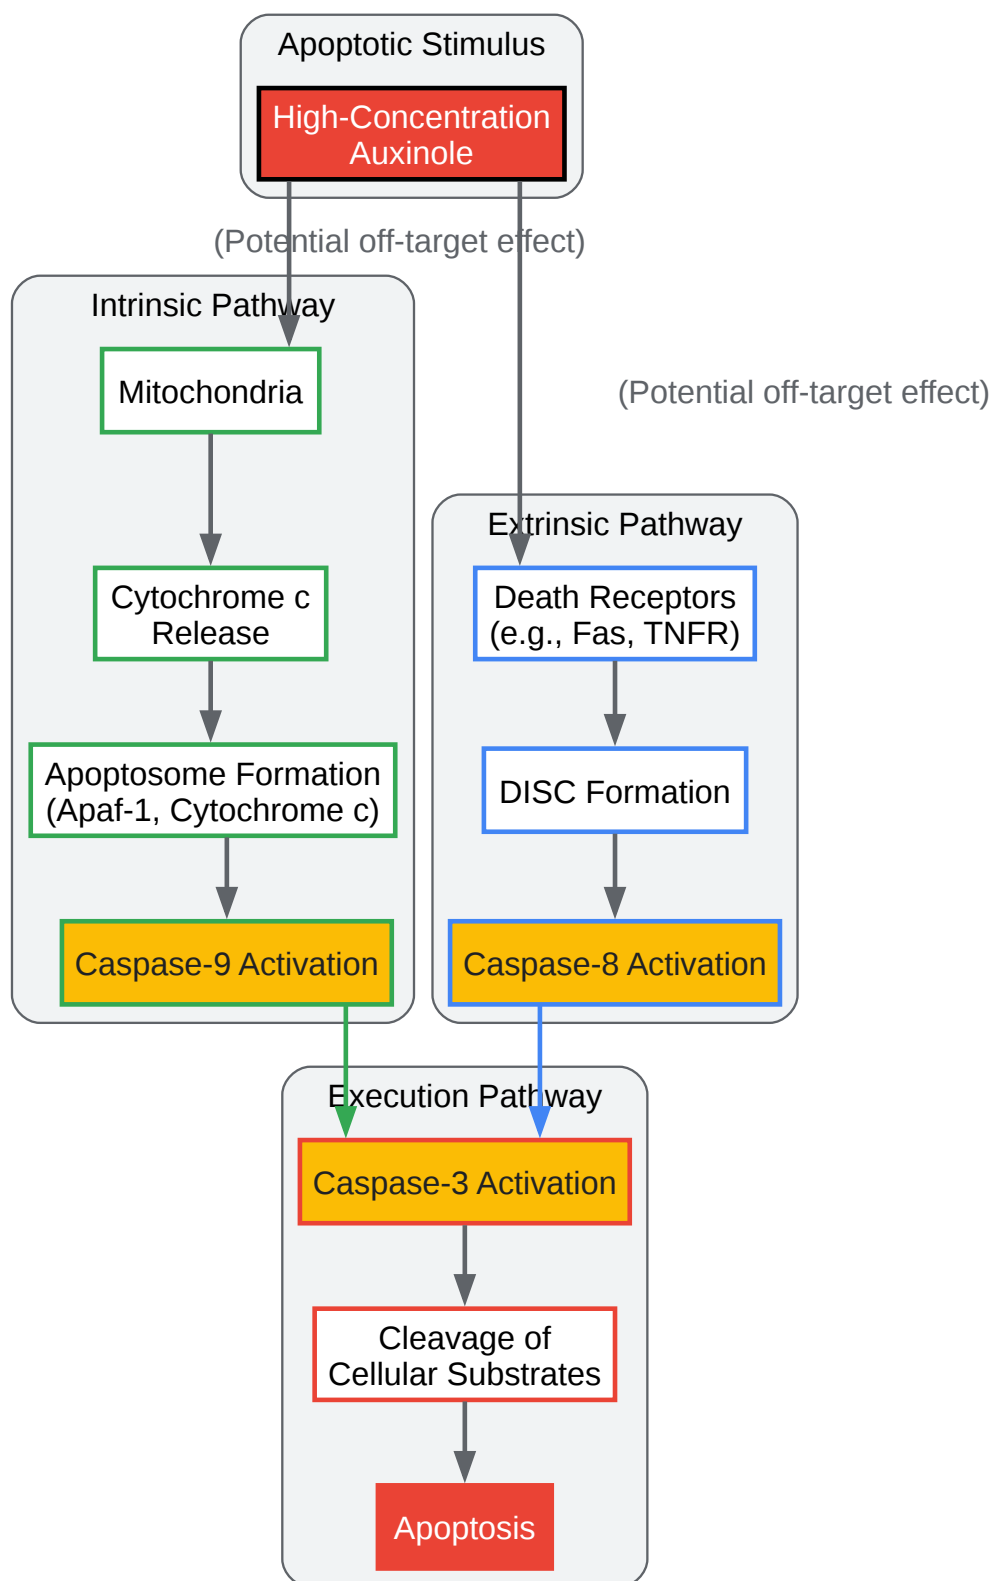 Apoptotic Stimulus
High-Concentration
Auxinole
(Potential off-target effect)
Intrinsic Pathway
Mitochondria
(Potential off-target effect)
Cytochrome c
Release
Apoptosome Formation
(Apaf-1, Cytochrome c)
Caspase-9 Activation
Extrinsic Pathway
Death Receptors
(e.g., Fas, TNFR)
DISC Formation
Caspase-8 Activation
Execution Pathway
Caspase-3 Activation
Cleavage of
Cellular Substrates
Apoptosis